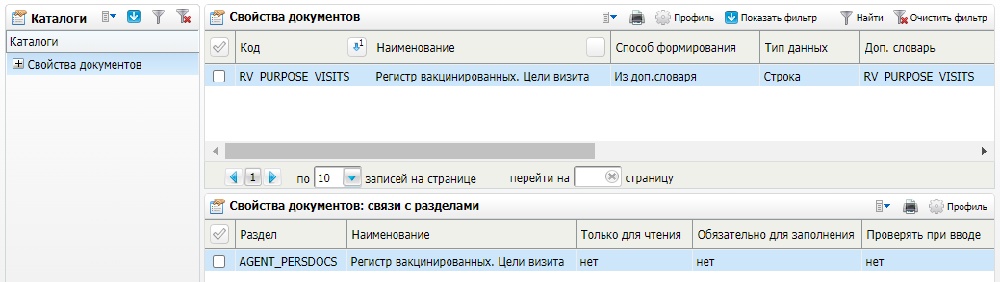 Каталоги
Каталоги
Свойства документов
Свойства документов
Профиль Показать фильтр Найти Очистить фильтр
Код 1 Наименование Способ формирования Тип данных Доп. словарь
RV_PURPOSE_VISITS Регистр вакцинированных. Цели визита Из доп.словаря Строка RV_PURPOSE_VISITS
1 по 10 записей на странице перейти на страницу
Свойства документов: связи с разделами
Профиль
Раздел Наименование Только для чтения Обязательно для заполнения Проверять при вводе
AGENT_PERSDOCS Регистр вакцинированных. Цели визита нет нет нет